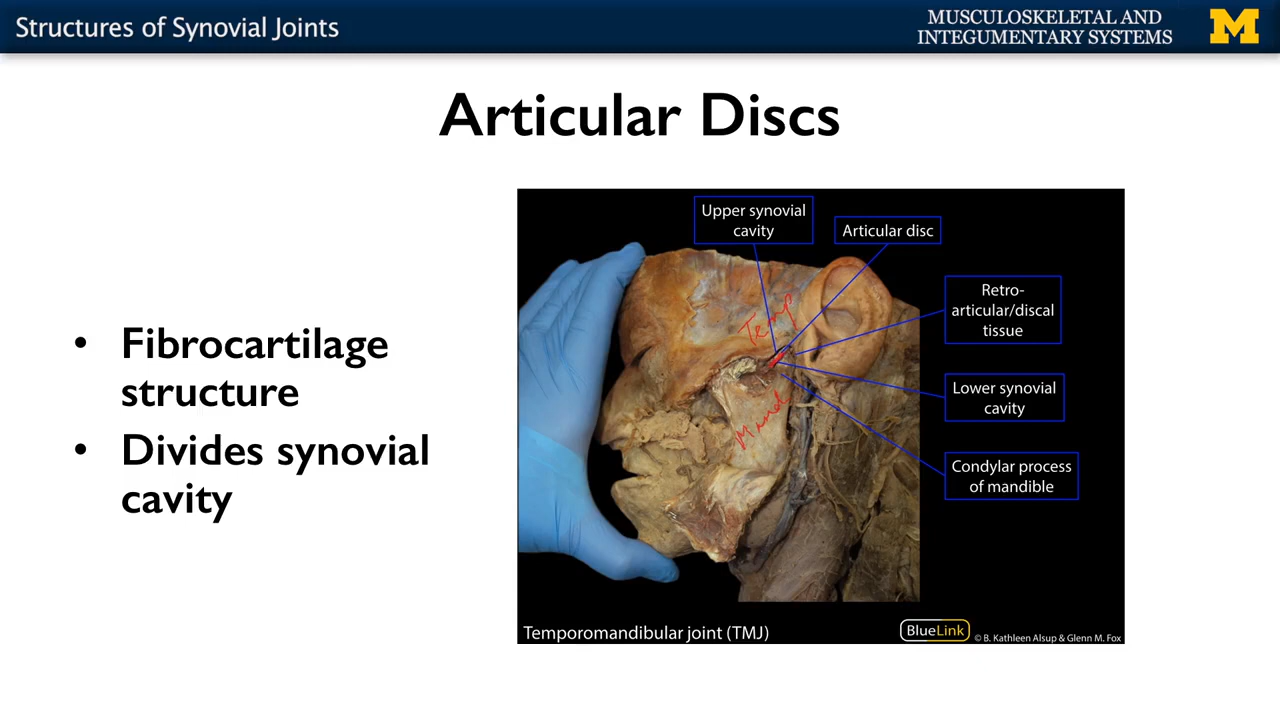 Structures of Synovial Joints
MUSCULOSKELETAL AND
INTEGUMENTARY SYSTEMS
M
Articular Discs
• Fibrocartilage
structure
• Divides synovial
cavity
Upper synovial
cavity
Articular disc
Retro-
articular/discal
tissue
Lower synovial
cavity
Condylar process
of mandible
Temp
Mand
Temporomandibular joint (TMJ)
BlueLink
© B. Kathleen Alsup & Glenn M. Fox